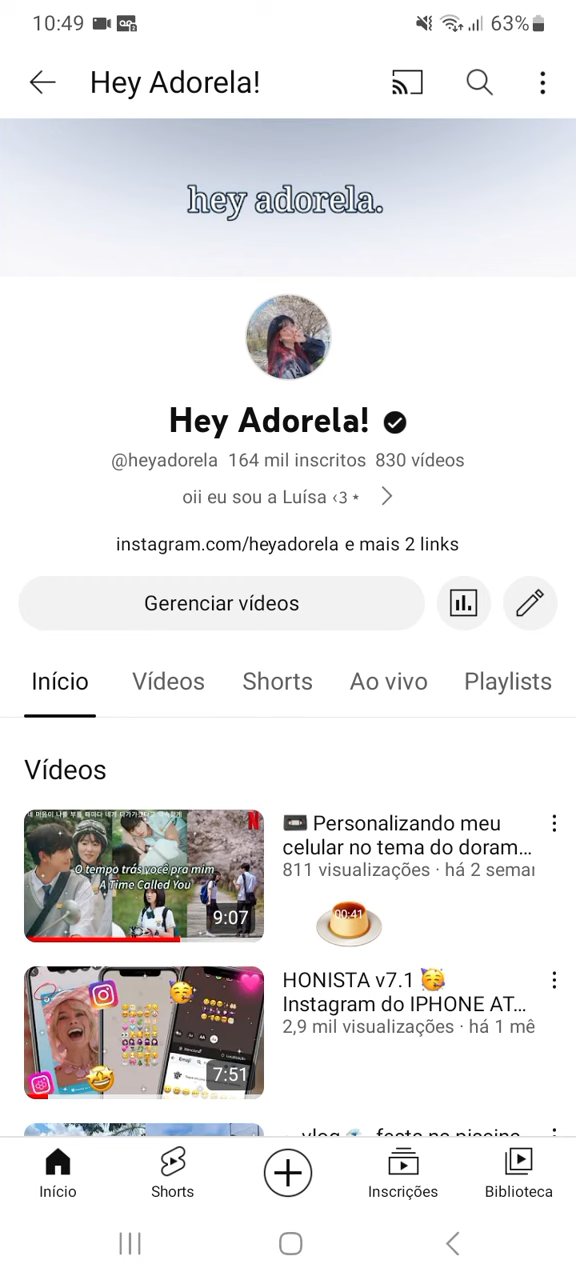 10:49
63%
Hey Adorela!
hey adorela.
Hey Adorela!
@heyadorela 164 mil inscritos 830 vídeos
oii eu sou a Luísa ‹3 ⋆
instagram.com/heyadorela e mais 2 links
Gerenciar vídeos
Início Vídeos Shorts Ao vivo Playlists
Vídeos
N
O tempo trás você pra mim
A Time Called You
9:07
📼 Personalizando meu
celular no tema do doram...
811 visualizações · há 2 semar
00:41
7:51
HONISTA v7.1 🥳
Instagram do IPHONE AT...
2,9 mil visualizações · há 1 mê
Início Shorts Inscrições Biblioteca